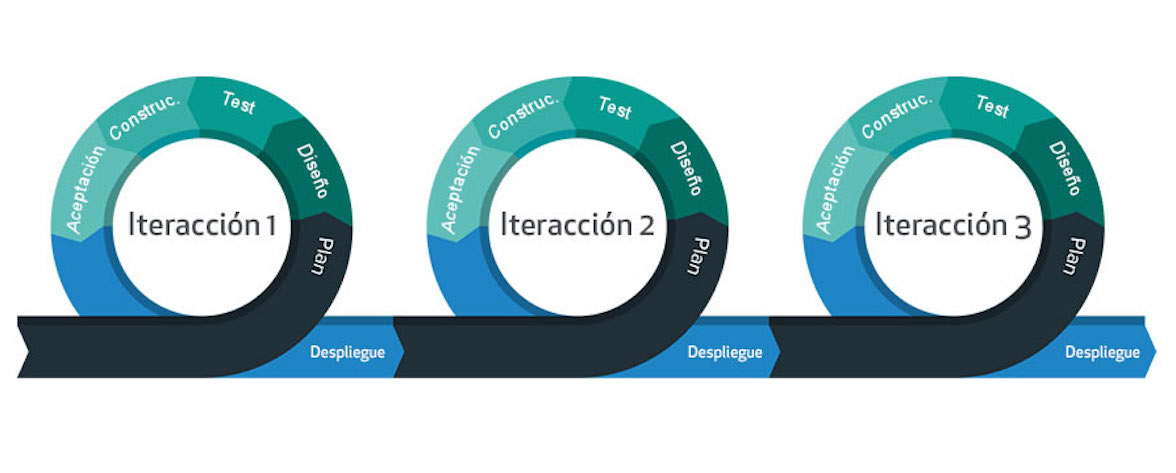 Aceptación
Construc.
Test
Diseño
Plan
Iteracción 1
Despliegue
Aceptación
Construc.
Test
Diseño
Plan
Iteracción 2
Despliegue
Aceptación
Construc.
Test
Diseño
Plan
Iteracción 3
Despliegue